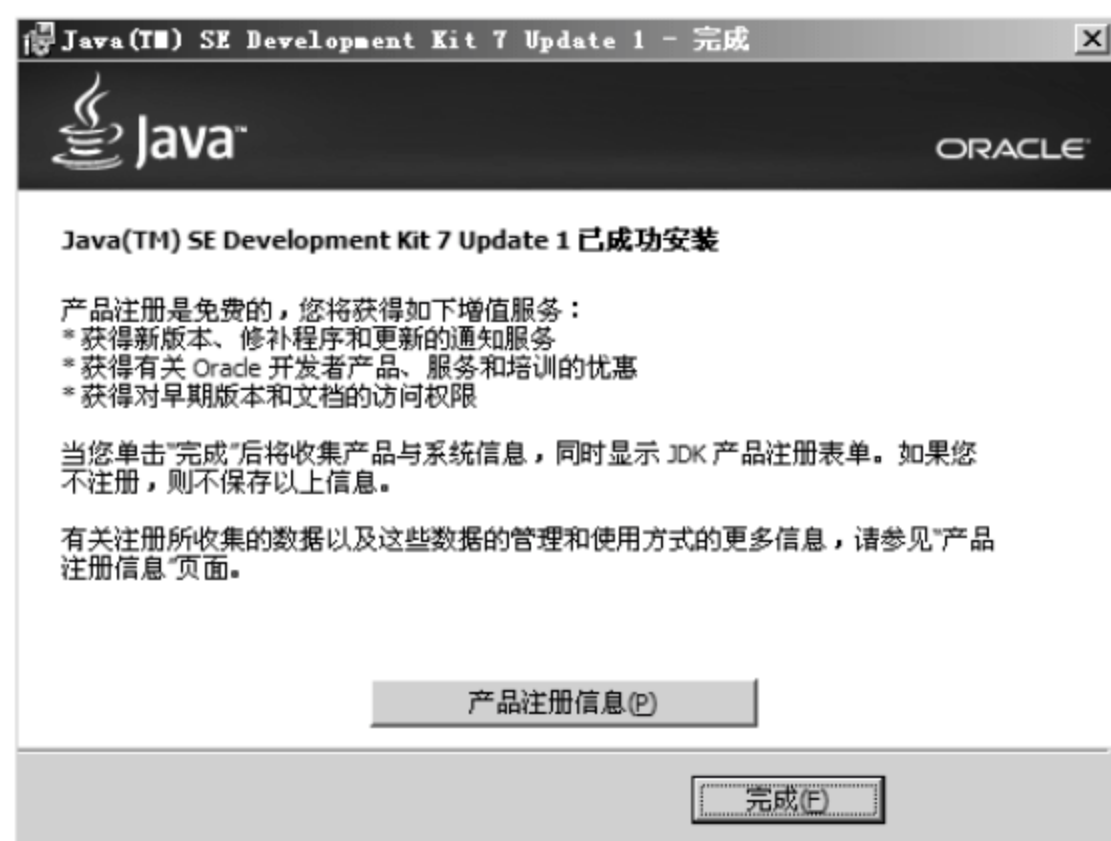 Java(TM) SE Development Kit 7 Update 1 - 完成
Java™
ORACLE
Java(TM) SE Development Kit 7 Update 1 已成功安装
产品注册是免费的，您将获得如下增值服务：
* 获得新版本、修补程序和更新的通知服务
* 获得有关 Oracle 开发者产品、服务和培训的优惠
* 获得对早期版本和文档的访问权限
当您单击"完成"后将收集产品与系统信息，同时显示 JDK 产品注册表单。如果您
不注册，则不保存以上信息。
有关注册所收集的数据以及这些数据的管理和使用方式的更多信息，请参见"产品
注册信息"页面。
产品注册信息(P)
完成(F)